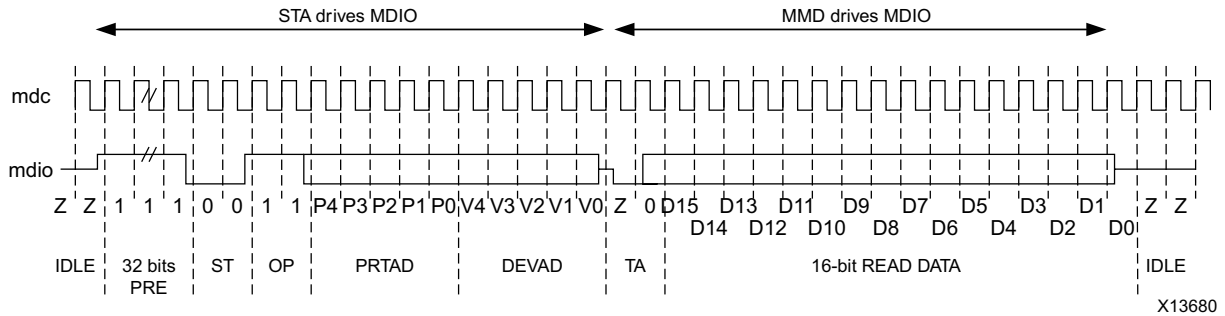 STA drives MDIO MMD drives MDIO
mdc
mdio
Z Z 1 1 1 0 0 1 1 P4 P3 P2 P1 P0 V4 V3 V2 V1 V0 Z 0 D15 D13 D11 D9 D7 D5 D3 D1 Z Z
D14 D12 D10 D8 D6 D4 D2 D0
IDLE 32 bits ST OP PRTAD DEVAD TA 16-bit READ DATA IDLE
PRE
X13680